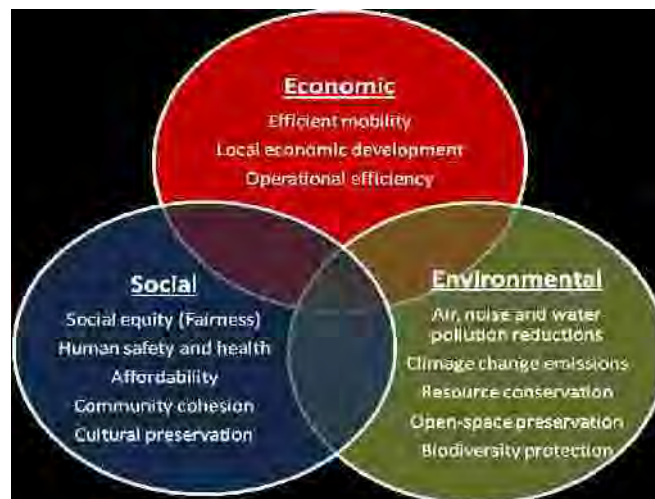 Economic
Efficient mobility
Local economic development
Operational efficiency
Social
Social equity (Fairness)
Human safety and health
Affordability
Community cohesion
Cultural preservation
Environmental
Air, noise and water
pollution reductions
Climage change emissions
Resource conservation
Open-space preservation
Biodiversity protection